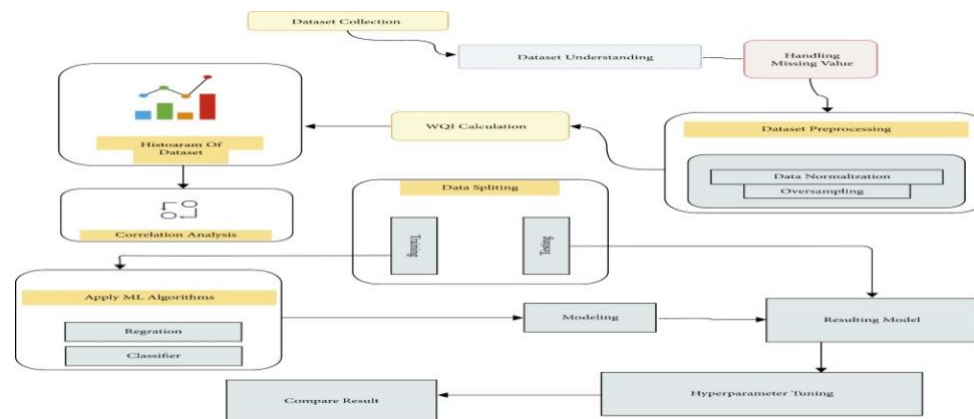 Dataset Collection
Dataset Understanding
Handling
Missing Value
Dataset Preprocessing
Data Normalization
Oversampling
WQI Calculation
Histoaram Of
Dataset
Correlation Analysis
Data Spliting
Training
Testing
Apply ML Algorithms
Regration
Classifier
Modeling
Resulting Model
Hyperparameter Tuning
Compare Result